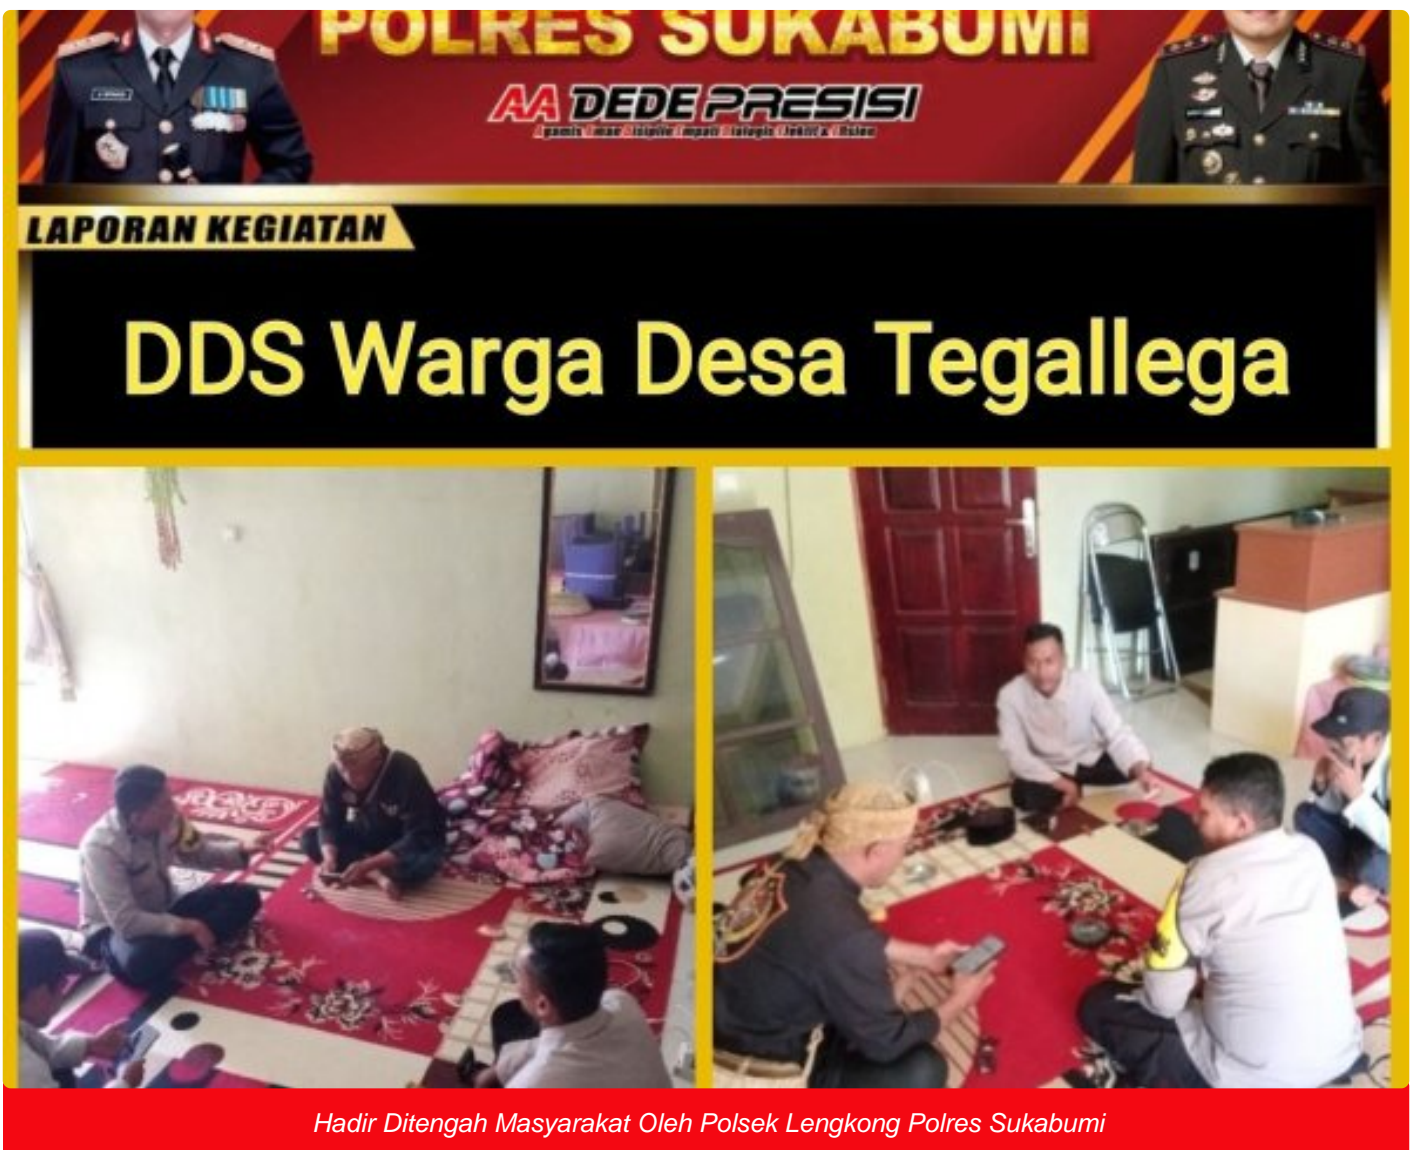 POLRES SUKABUMI
AA DEDE PRESISI
LAPORAN KEGIATAN
DDS Warga Desa Tegallega
Hadir Ditengah Masyarakat Oleh Polsek Lengkong Polres Sukabumi